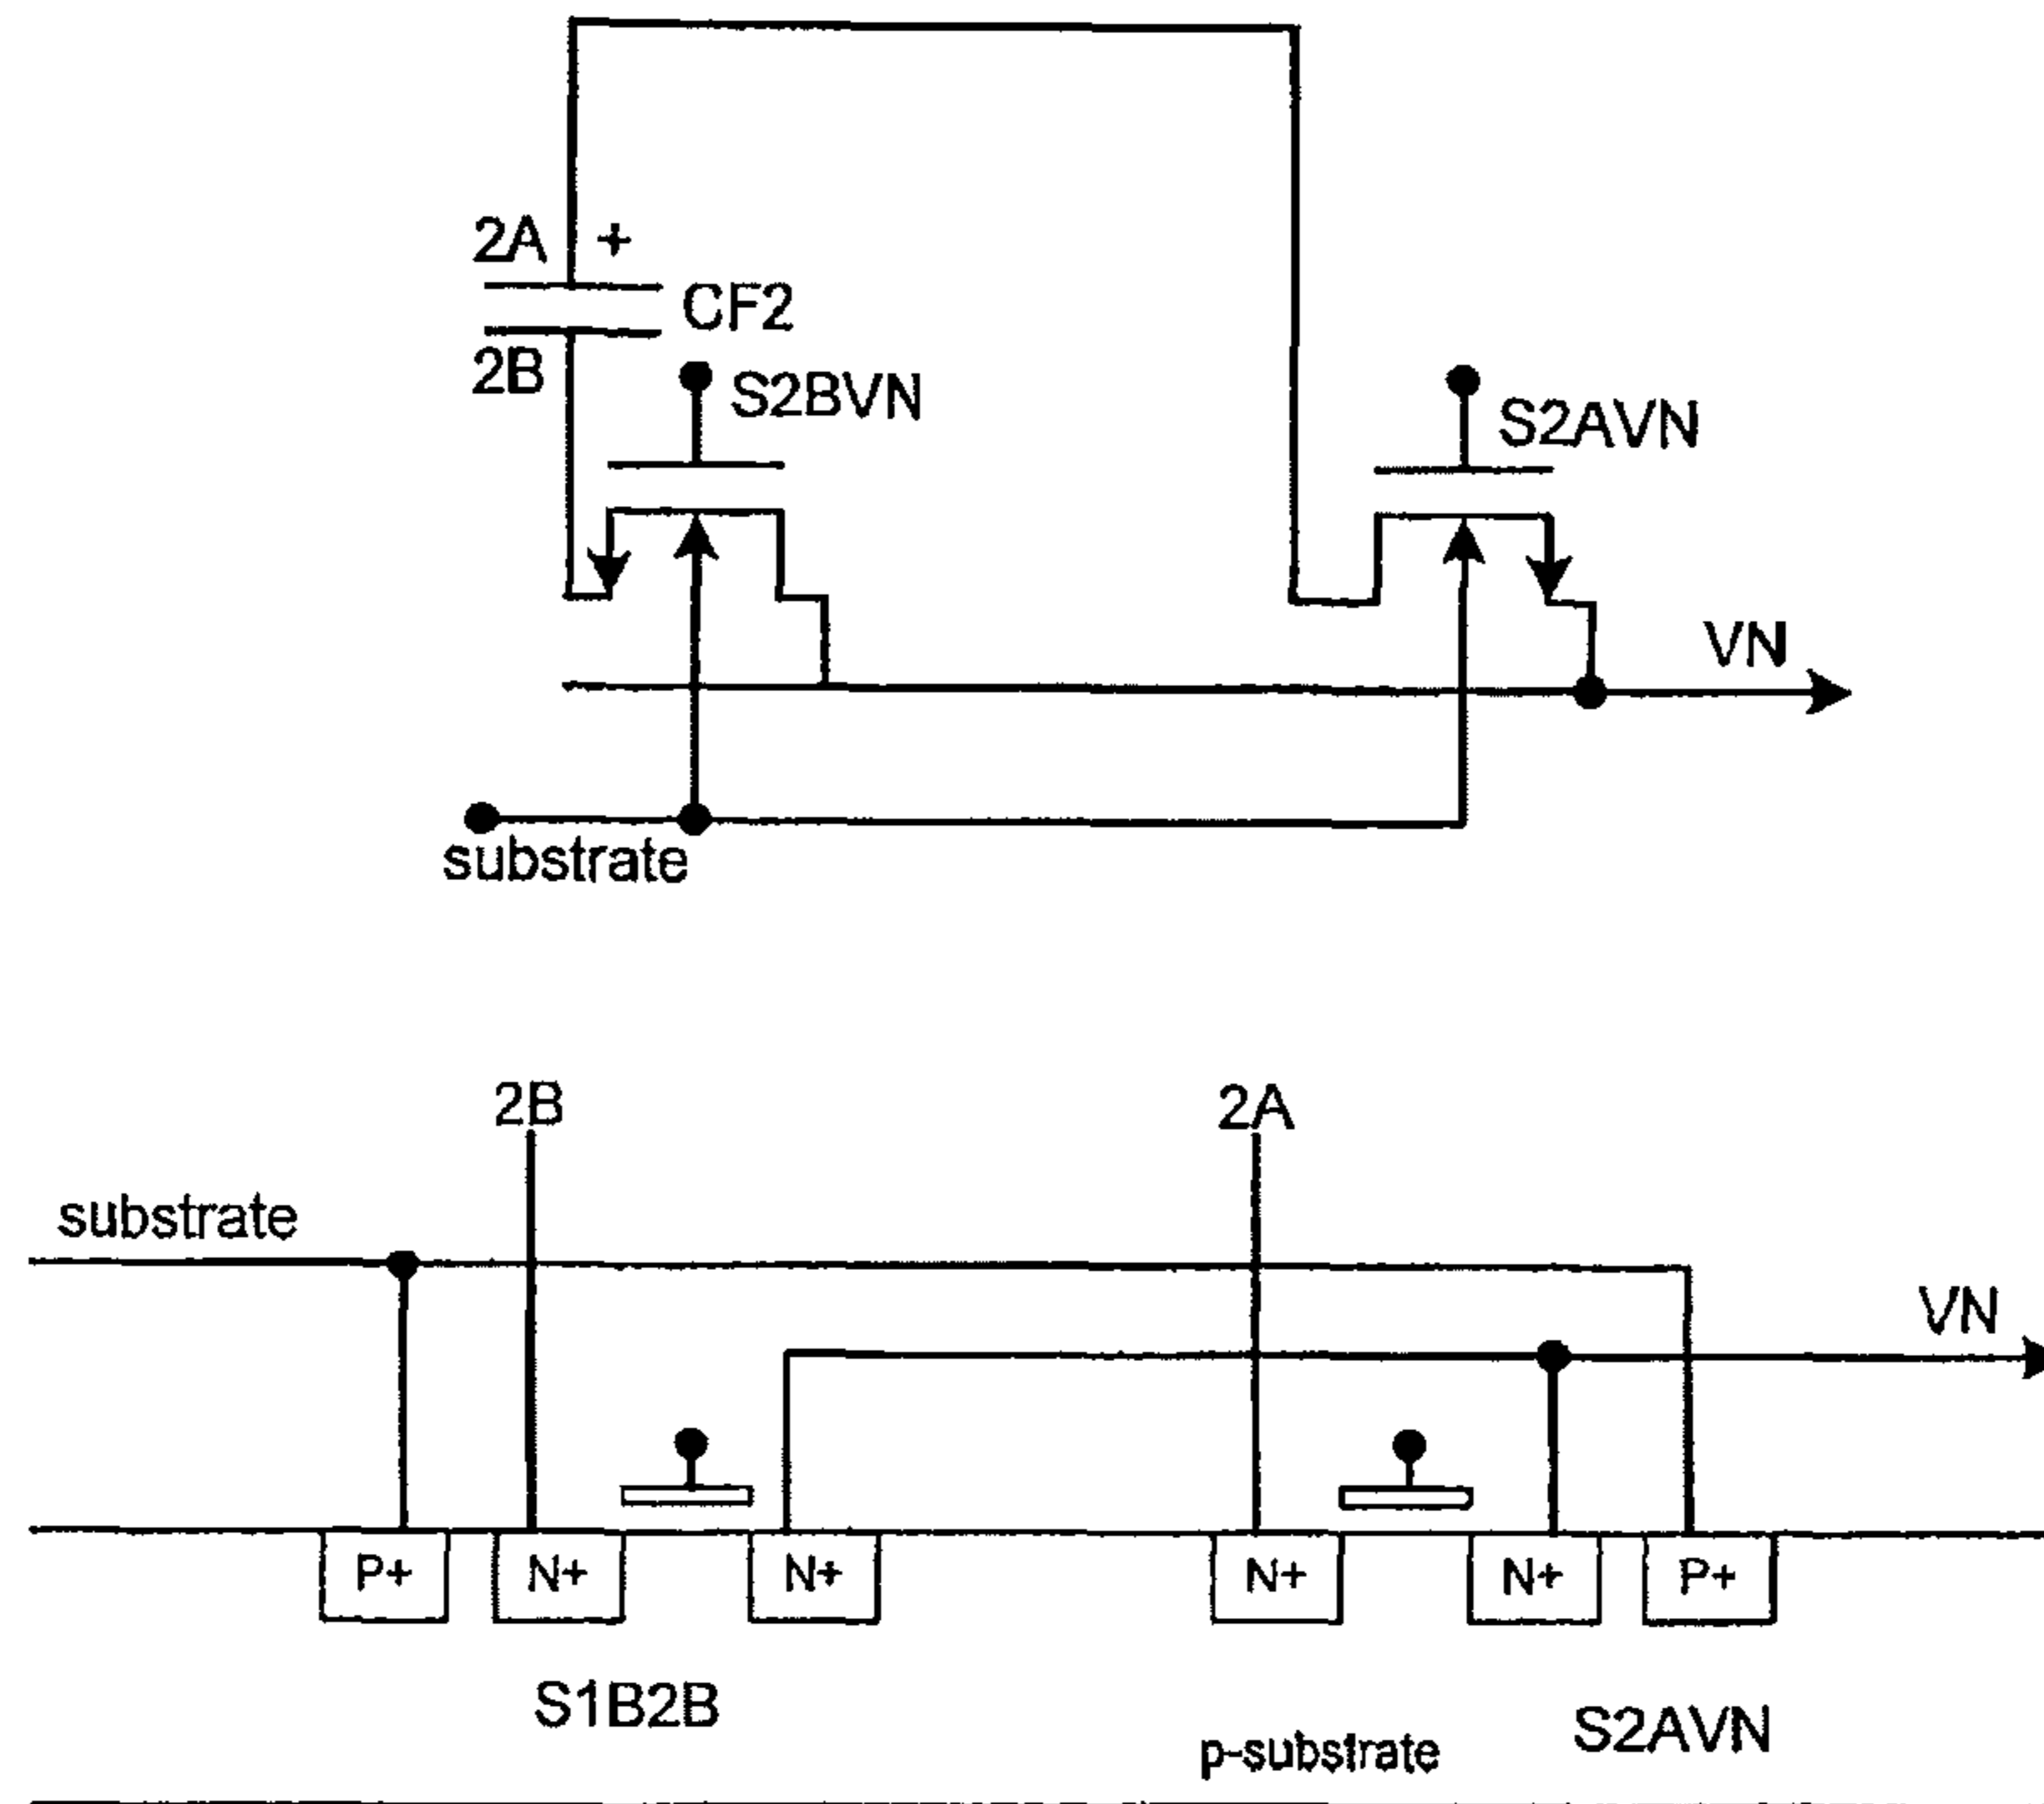 2A +
CF2
2B
S2BVN
S2AVN
VN
substrate
2B
2A
substrate
VN
P+ N+ N+ N+ N+ P+
S1B2B
S2AVN
p-substrate